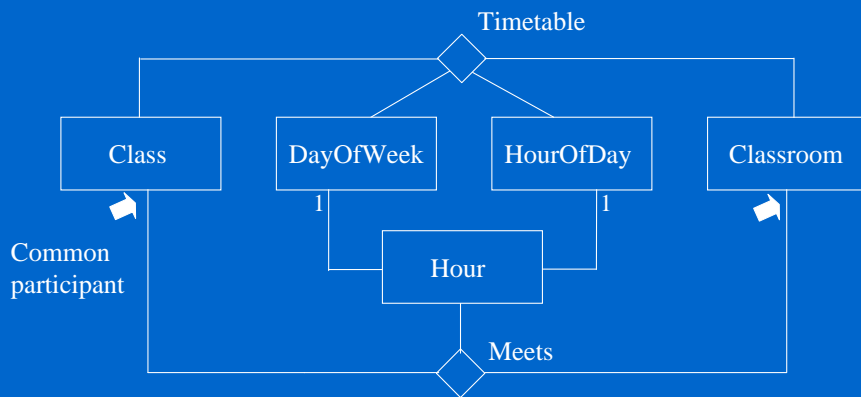 Timetable
Class
DayOfWeek
HourOfDay
Classroom
1
1
Common
participant
Hour
Meets